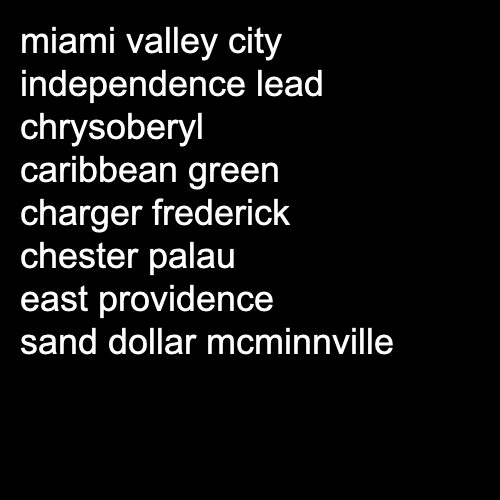 miami valley city
independence lead
chrysoberyl
caribbean green
charger frederick
chester palau
east providence
sand dollar mcminnville